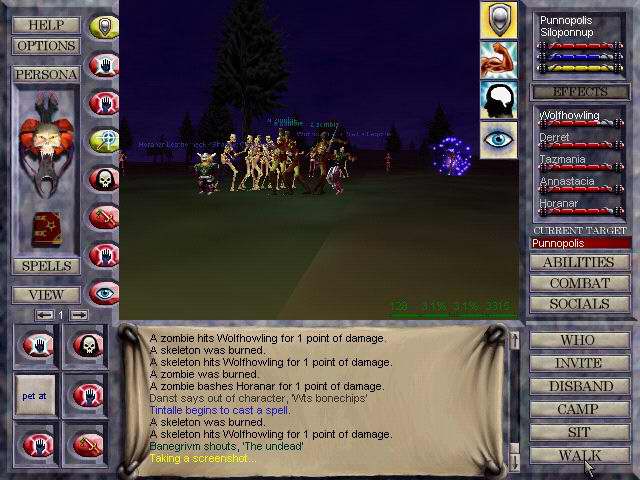 HELP
OPTIONS
PERSONA
SPELLS
VIEW
1
pet at
Punnopolis
Siloponnup
EFFECTS
Wolfhowling
Derret
Tazmania
Annastacia
Horanar
CURRENT TARGET
Punnopolis
ABILITIES
COMBAT
SOCIALS
WHO
INVITE
DISBAND
CAMP
SIT
WALK
A zombie hits Wolfhowling for 1 point of damage.
A skeleton was burned.
A skeleton hits Wolfhowling for 1 point of damage.
A zombie was burned.
A zombie bashes Horanar for 1 point of damage.
Danst says out of character, 'Wts bonechips'
Tintalle begins to cast a spell.
A skeleton was burned.
A skeleton hits Wolfhowling for 1 point of damage.
Banegrivm shouts, 'The undead'
Taking a screenshot...